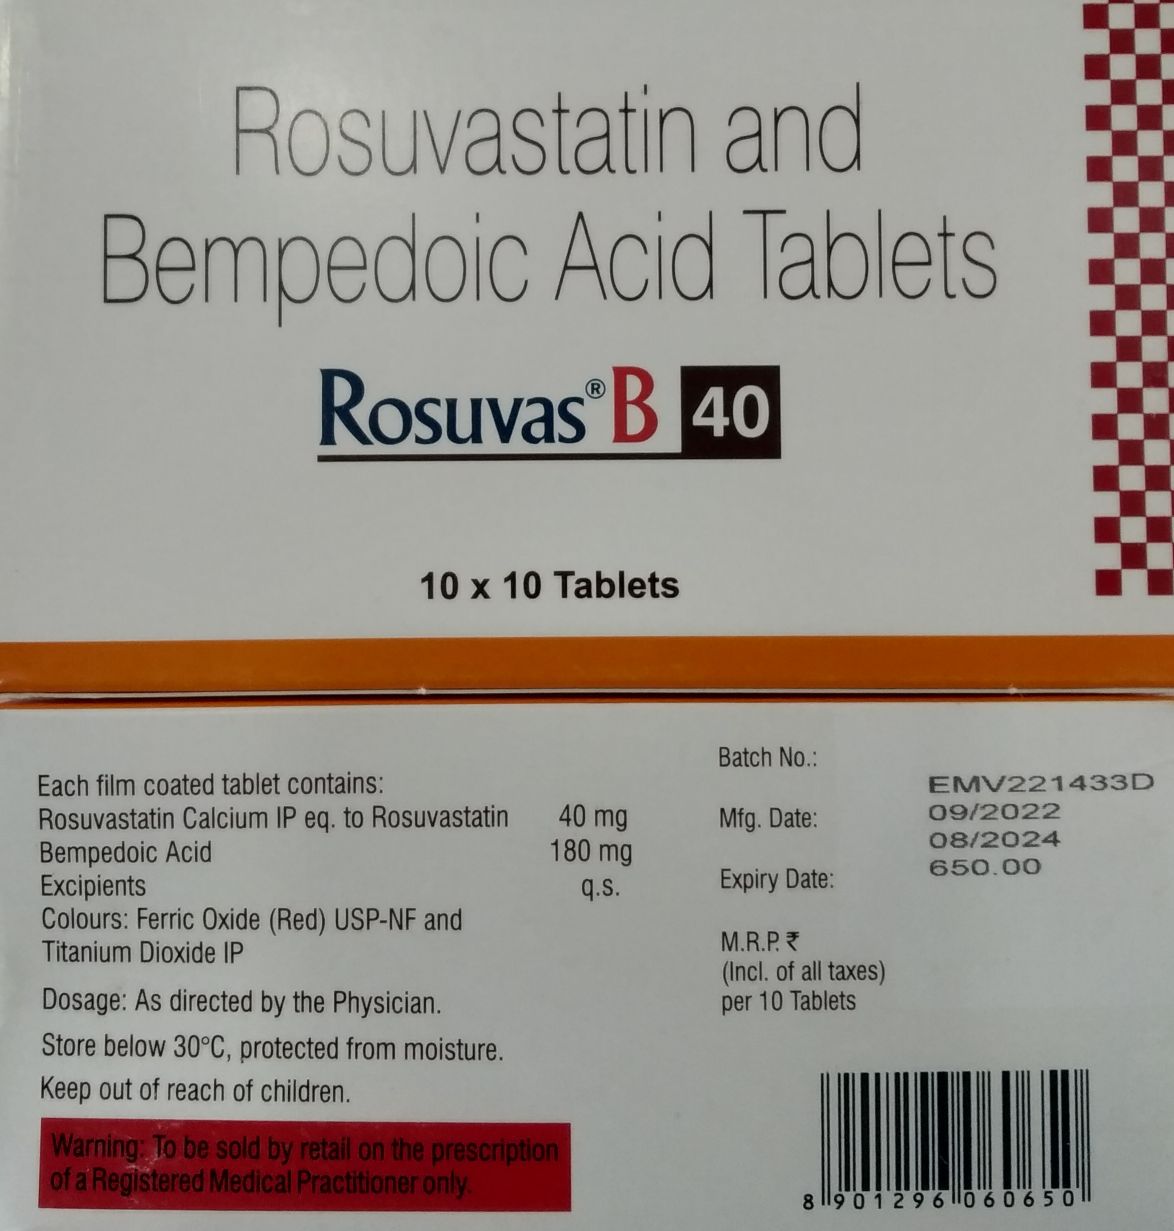 Rosuvastatin and
Bempedoic Acid Tablets
Rosuvas® B 40
10 x 10 Tablets
Each film coated tablet contains:
Rosuvastatin Calcium IP eq. to Rosuvastatin 40 mg
Bempedoic Acid 180 mg
Excipients q.s.
Colours: Ferric Oxide (Red) USP-NF and
Titanium Dioxide IP
Dosage: As directed by the Physician.
Store below 30°C, protected from moisture.
Keep out of reach of children.
Warning: To be sold by retail on the prescription
of a Registered Medical Practitioner only.
Batch No.:
Mfg. Date:
Expiry Date:
M.R.P. ₹
(Incl. of all taxes)
per 10 Tablets
EMV221433D
09/2022
08/2024
650.00
8 901296 060650